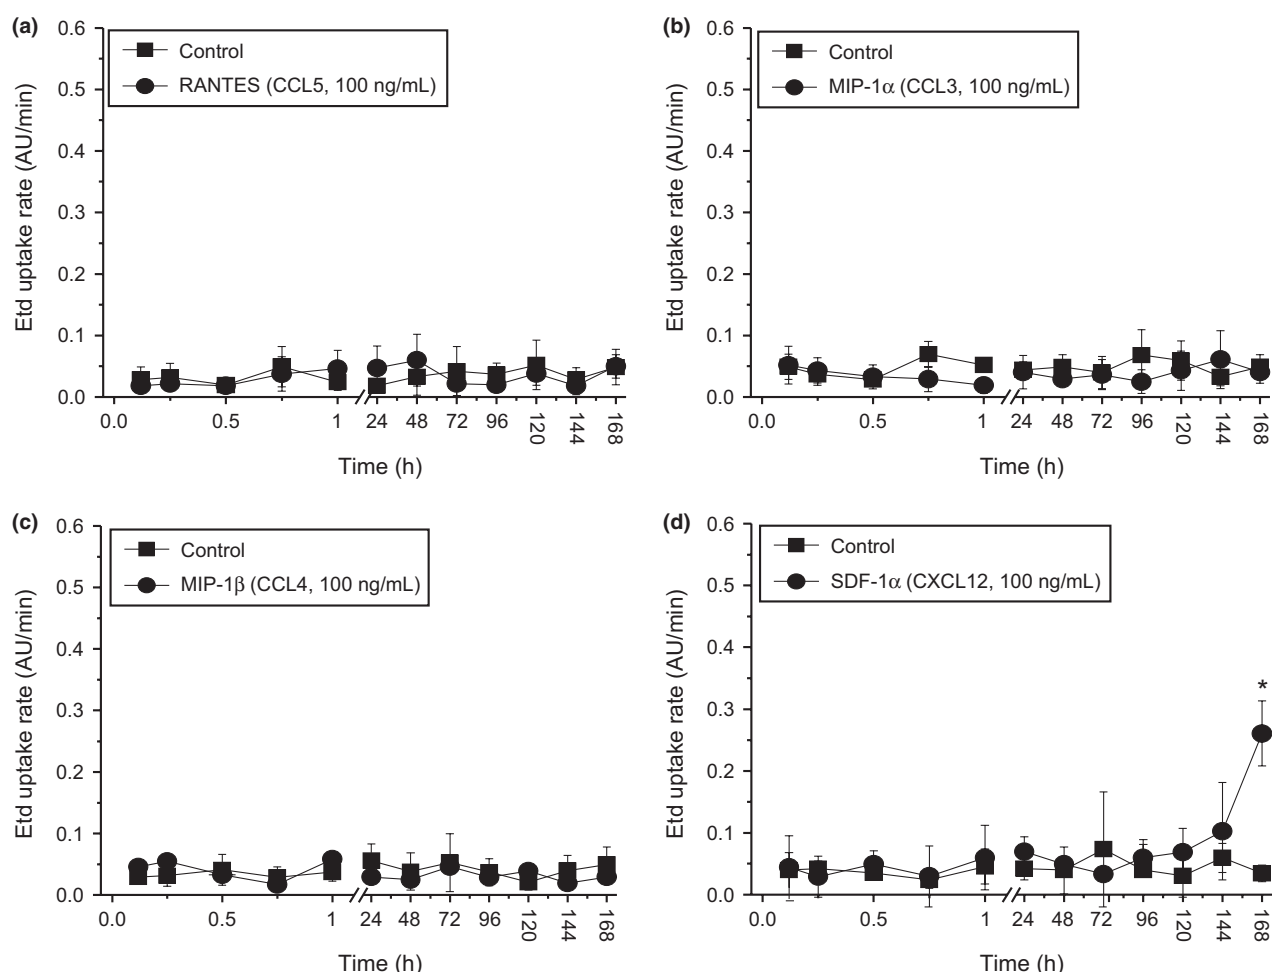 (a)
Control
RANTES (CCL5, 100 ng/mL)
Etd uptake rate (AU/min)
0.6
0.5
0.4
0.3
0.2
0.1
0.0
0.0 0.5 1 24 48 72 96 120 144 168
Time (h)
(b)
Control
MIP-1α (CCL3, 100 ng/mL)
Etd uptake rate (AU/min)
0.6
0.5
0.4
0.3
0.2
0.1
0.0
0.0 0.5 1 24 48 72 96 120 144 168
Time (h)
(c)
Control
MIP-1β (CCL4, 100 ng/mL)
Etd uptake rate (AU/min)
0.6
0.5
0.4
0.3
0.2
0.1
0.0
0.0 0.5 1 24 48 72 96 120 144 168
Time (h)
(d)
Control
SDF-1α (CXCL12, 100 ng/mL)
Etd uptake rate (AU/min)
0.6
0.5
0.4
0.3
0.2
0.1
0.0
*
0.0 0.5 1 24 48 72 96 120 144 168
Time (h)